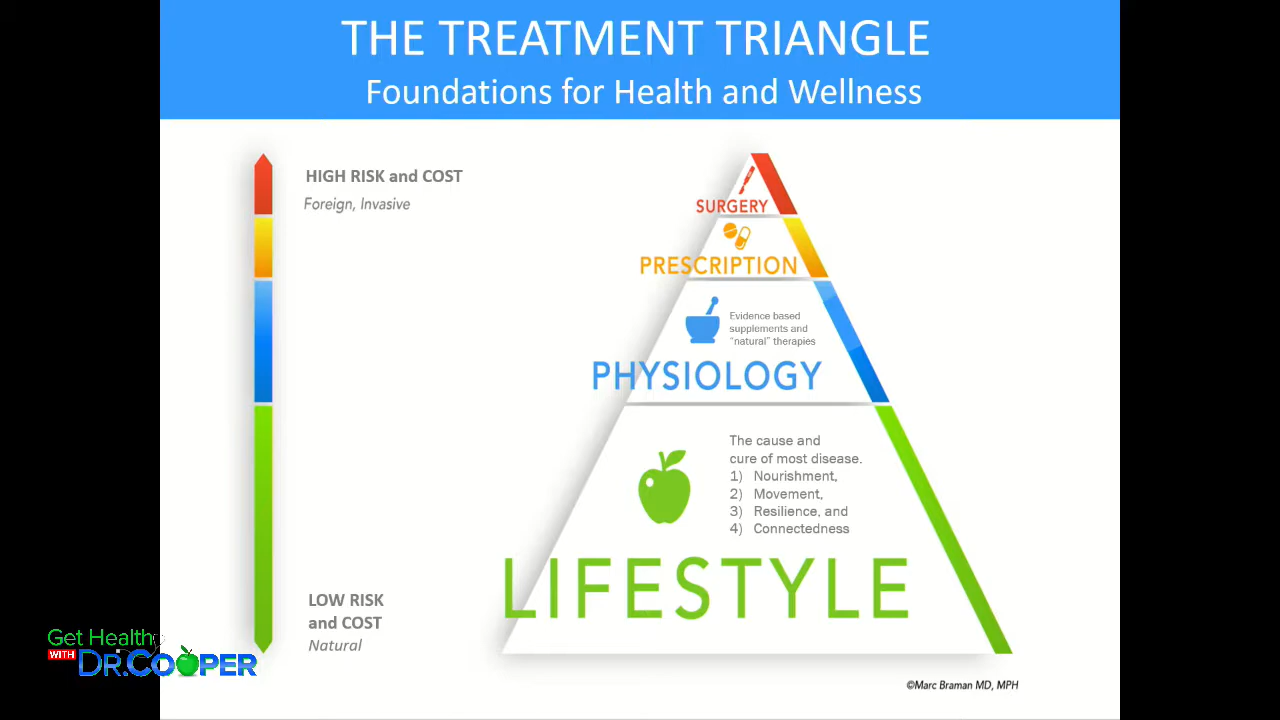 THE TREATMENT TRIANGLE
Foundations for Health and Wellness
HIGH RISK and COST
Foreign, Invasive
SURGERY
PRESCRIPTION
Evidence based
supplements and
“natural” therapies
PHYSIOLOGY
The cause and
cure of most disease.
1) Nourishment,
2) Movement,
3) Resilience, and
4) Connectedness
LIFESTYLE
LOW RISK
and COST
Natural
Get Healthy
WITH DR.COOPER
©Marc Braman MD, MPH